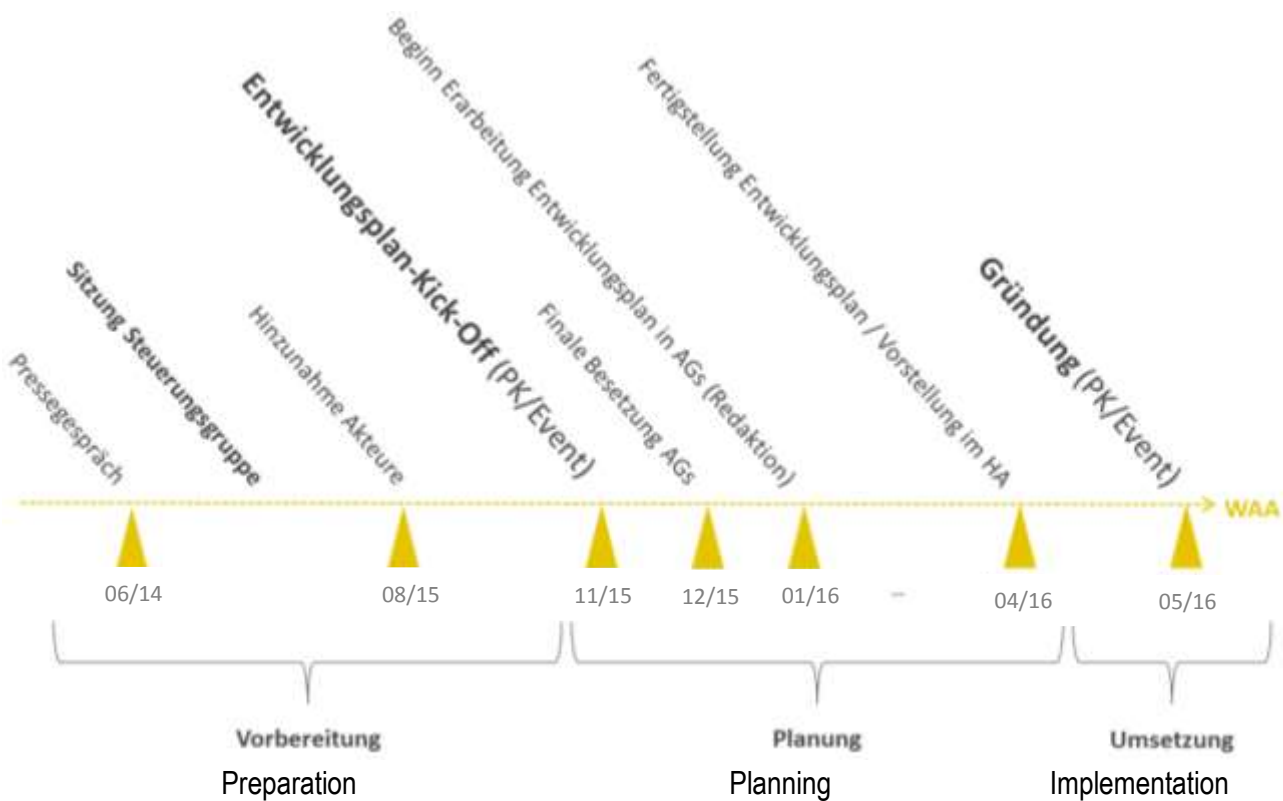 Pressegespräch
Sitzung Steuerungsgruppe
Hinzunahme Akteure
Entwicklungsplan-Kick-Off (PK/Event)
Finale Besetzung AGs
Beginn Erarbeitung Entwicklungsplan in AGs (Redaktion)
Fertigstellung Entwicklungsplan / Vorstellung im HA
Gründung (PK/Event)
WAA
06/14
08/15
11/15
12/15
01/16
–
04/16
05/16
Vorbereitung
Planung
Umsetzung
Preparation
Planning
Implementation